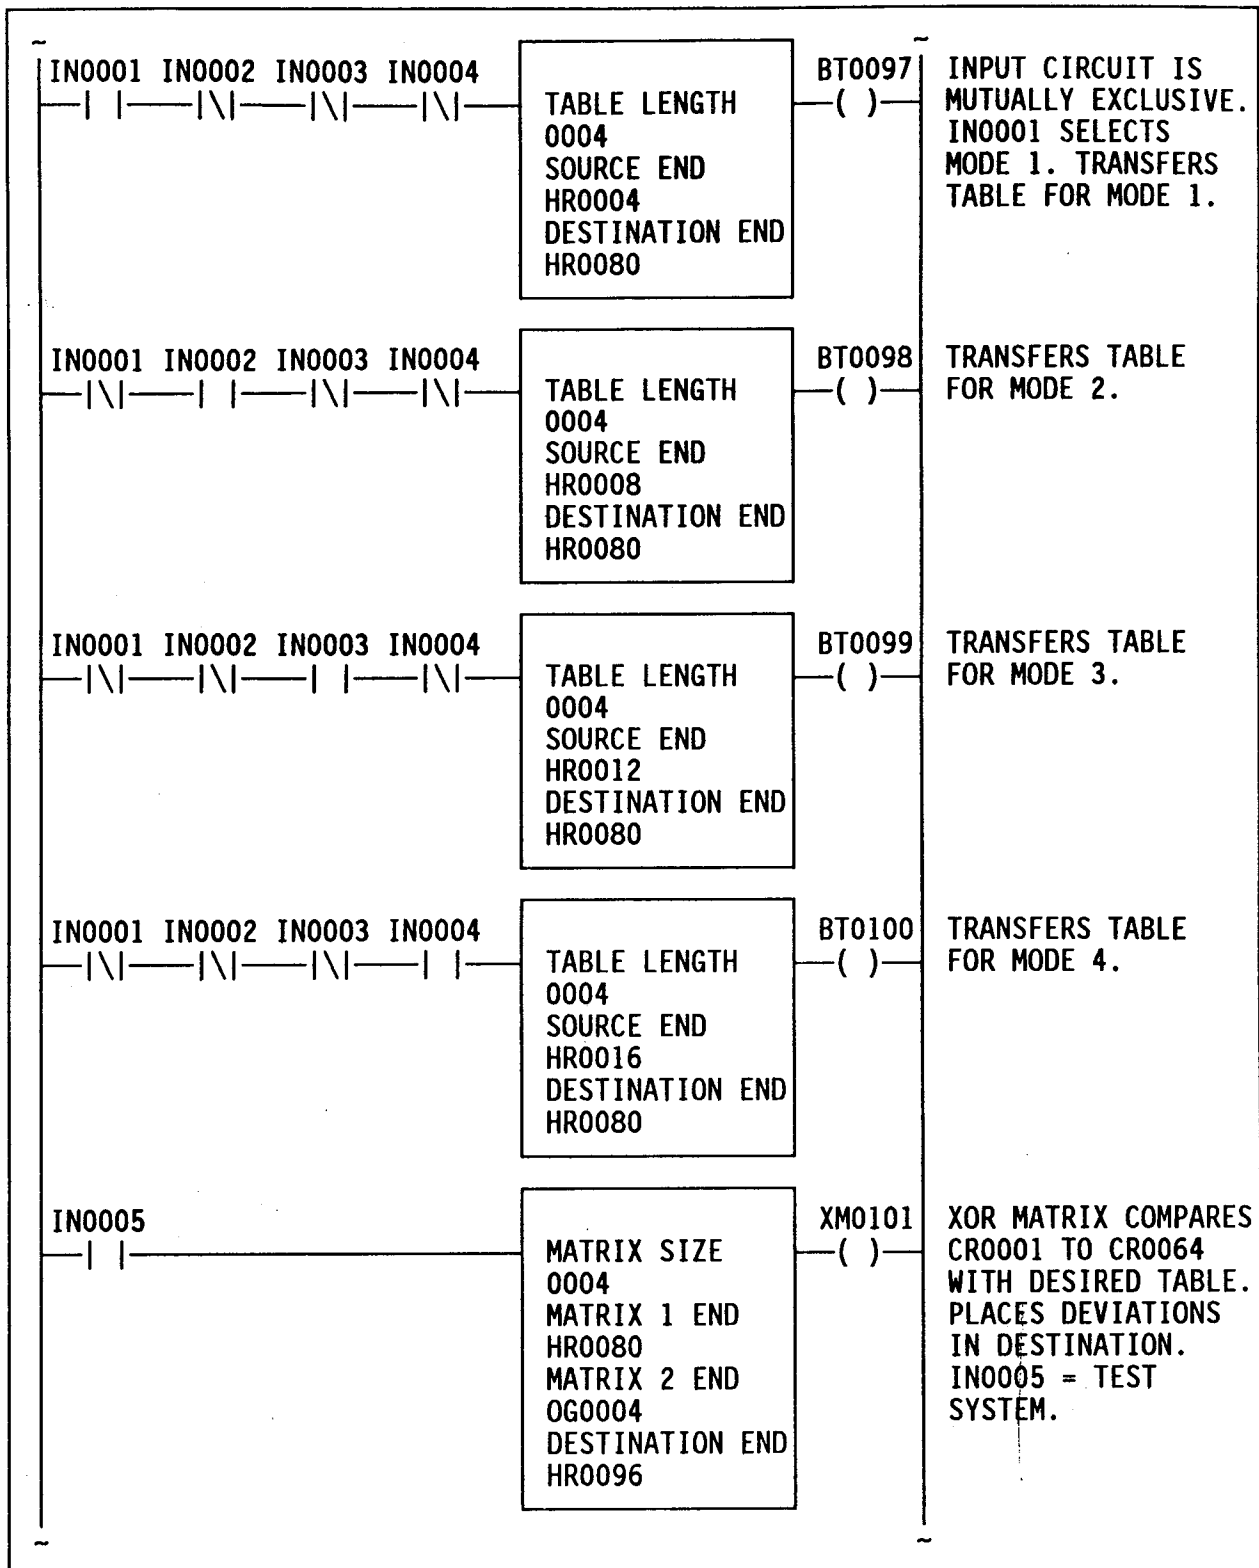 IN0001 IN0002 IN0003 IN0004
TABLE LENGTH
0004
SOURCE END
HR0004
DESTINATION END
HR0080
BT0097
INPUT CIRCUIT IS
MUTUALLY EXCLUSIVE.
IN0001 SELECTS
MODE 1. TRANSFERS
TABLE FOR MODE 1.
IN0001 IN0002 IN0003 IN0004
TABLE LENGTH
0004
SOURCE END
HR0008
DESTINATION END
HR0080
BT0098
TRANSFERS TABLE
FOR MODE 2.
IN0001 IN0002 IN0003 IN0004
TABLE LENGTH
0004
SOURCE END
HR0012
DESTINATION END
HR0080
BT0099
TRANSFERS TABLE
FOR MODE 3.
IN0001 IN0002 IN0003 IN0004
TABLE LENGTH
0004
SOURCE END
HR0016
DESTINATION END
HR0080
BT0100
TRANSFERS TABLE
FOR MODE 4.
IN0005
MATRIX SIZE
0004
MATRIX 1 END
HR0080
MATRIX 2 END
OG0004
DESTINATION END
HR0096
XM0101
XOR MATRIX COMPARES
CR0001 TO CR0064
WITH DESIRED TABLE.
PLACES DEVIATIONS
IN DESTINATION.
IN0005 = TEST
SYSTEM.